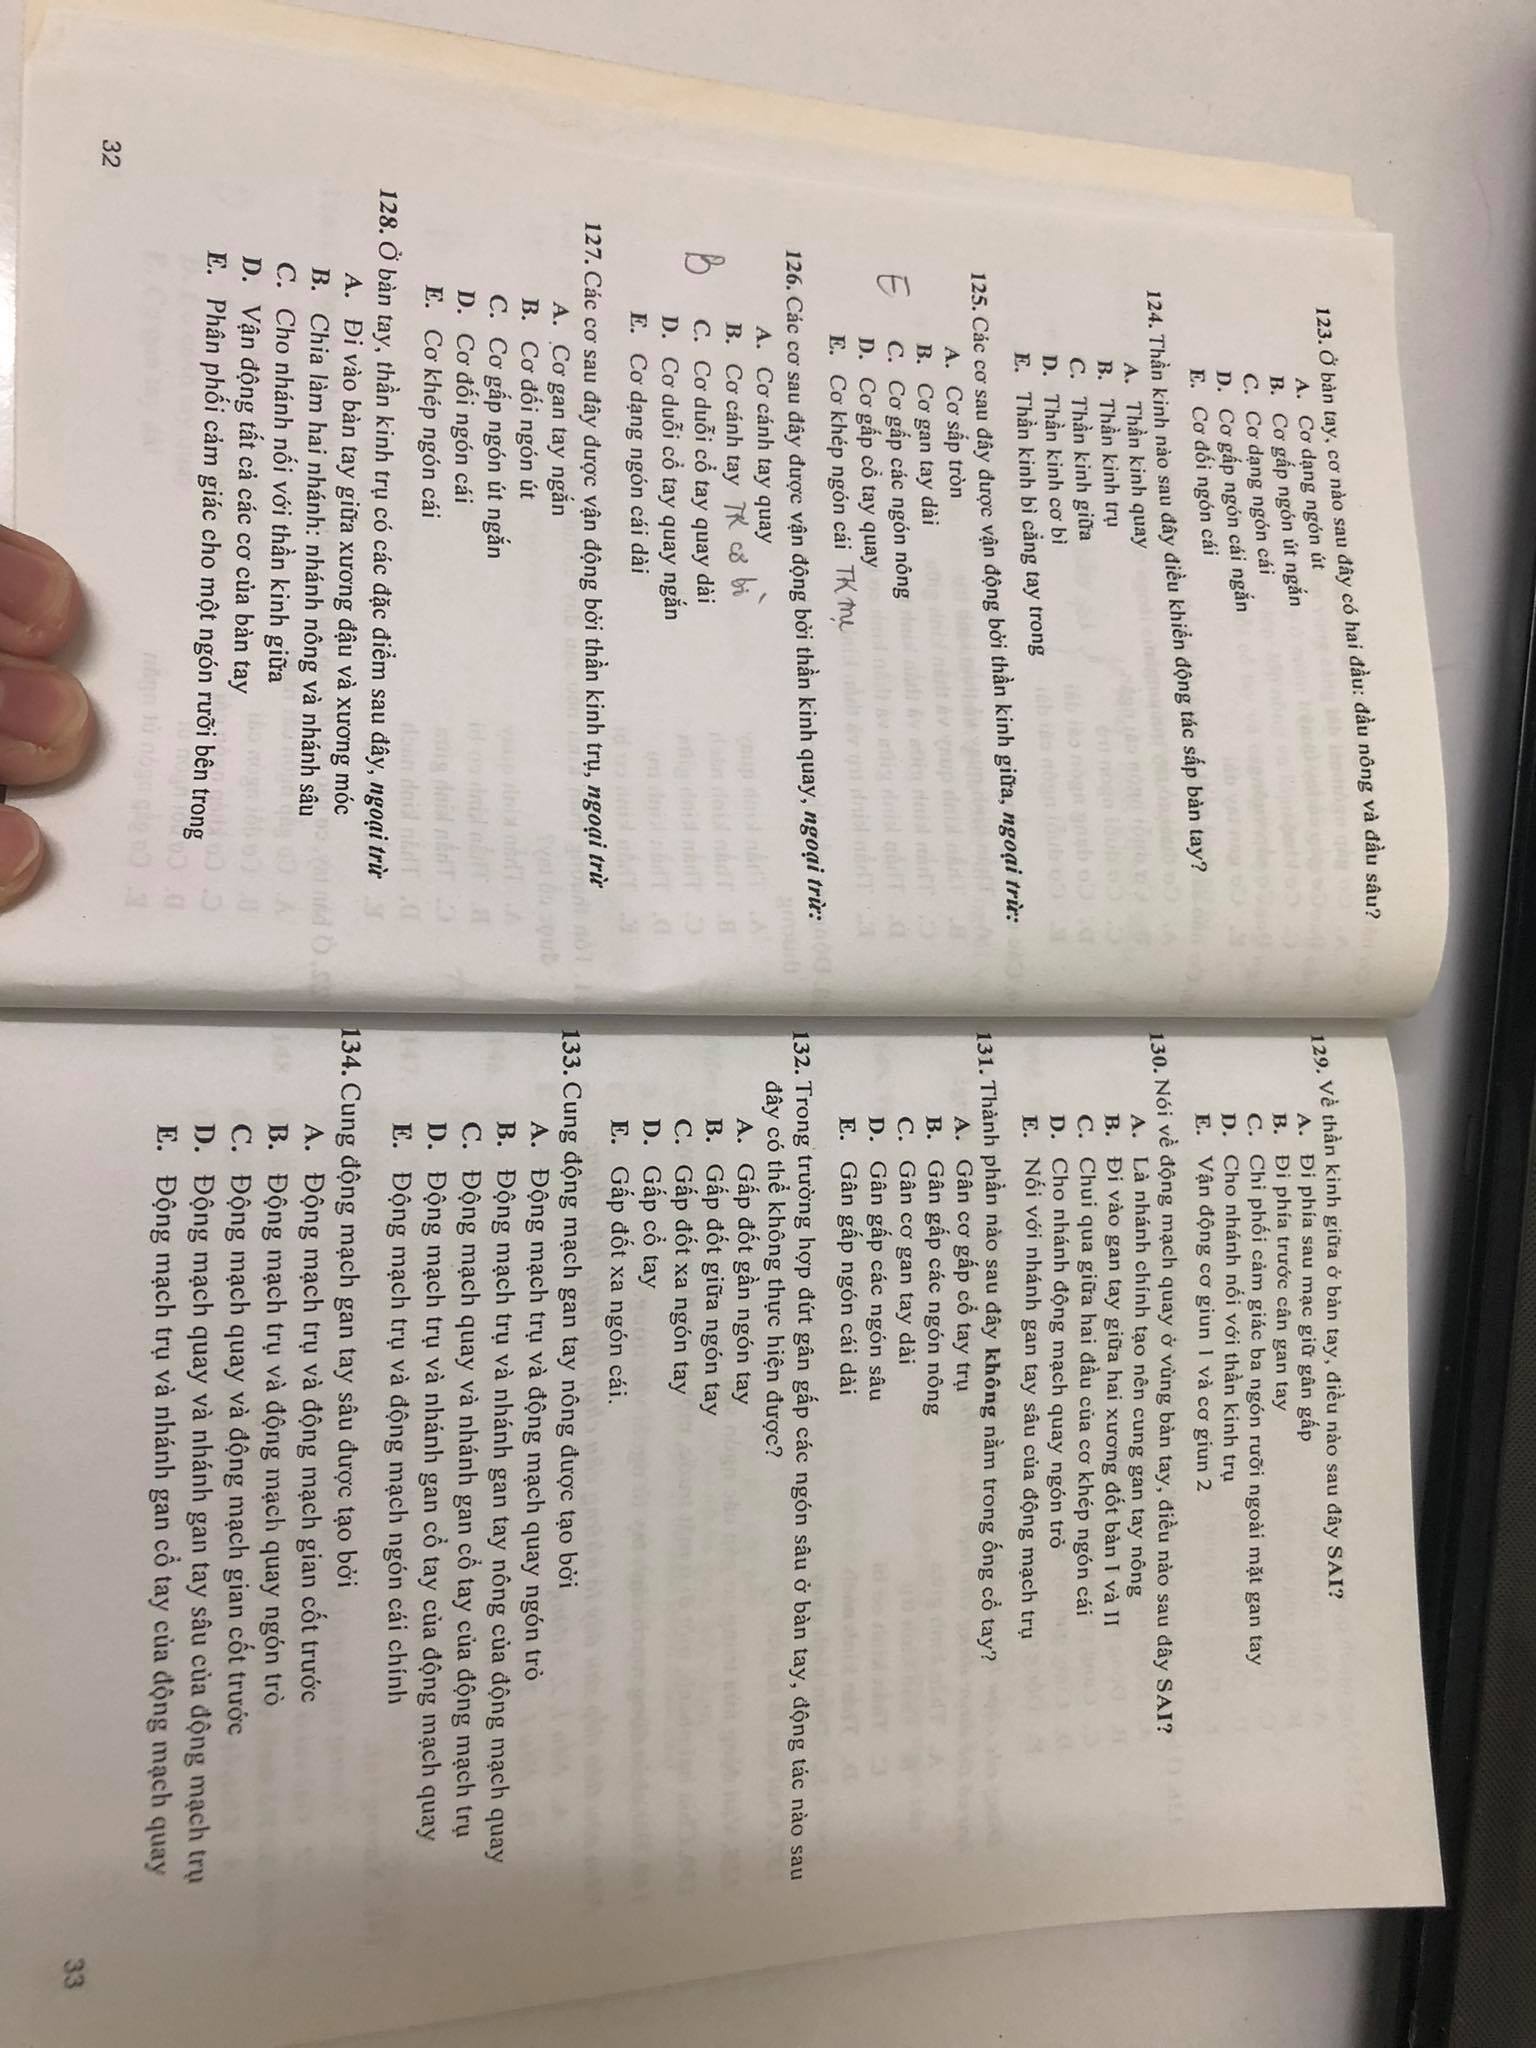 123. Ở bàn tay, cơ nào sau đây có hai đầu: đầu nông và đầu sâu?
A. Cơ dạng ngón út
B. Cơ gấp ngón út ngắn
C. Cơ dạng ngón cái
D. Cơ gấp ngón cái ngắn
E. Cơ đối ngón cái
124. Thần kinh nào sau đây điều khiển động tác sấp bàn tay?
A. Thần kinh quay
B. Thần kinh trụ
C. Thần kinh giữa
D. Thần kinh cơ bì
E. Thần kinh bì cẳng tay trong
125. Các cơ sau đây được vận động bởi thần kinh giữa, ngoại trừ:
A. Cơ sấp tròn
B. Cơ gan tay dài
E C. Cơ gấp các ngón nông
D. Cơ gấp cổ tay quay
E. Cơ khép ngón cái TK
126. Các cơ sau đây được vận động bởi thần kinh quay, ngoại trừ:
A. Cơ cánh tay quay
B. Cơ cánh tay TK cơ bì
B C. Cơ duỗi cổ tay quay dài
D. Cơ duỗi cổ tay quay ngắn
E. Cơ dạng ngón cái dài
127. Các cơ sau đây được vận động bởi thần kinh trụ, ngoại trừ
A. Cơ gan tay ngắn
B. Cơ đối ngón út
C. Cơ gấp ngón út ngắn
D. Cơ đối ngón cái
E. Cơ khép ngón cái
128. Ở bàn tay, thần kinh trụ có các đặc điểm sau đây, ngoại trừ
A. Đi vào bàn tay giữa xương đậu và xương móc
B. Chia làm hai nhánh: nhánh nông và nhánh sâu
C. Cho nhánh nối với thần kinh giữa
D. Vận động tất cả các cơ của bàn tay
E. Phân phối cảm giác cho một ngón rưỡi bên trong
32
129. Về thần kinh giữa ở bàn tay, điều nào sau đây SAI?
A. Đi phía sau mạc giữ gân gấp
B. Đi phía trước cân gan tay
C. Chi phối cảm giác ba ngón rưỡi ngoài mặt gan tay
D. Cho nhánh nối với thần kinh trụ
E. Vận động cơ giun 1 và cơ giun 2
130. Nói về động mạch quay ở vùng bàn tay, điều nào sau đây SAI?
A. Là nhánh chính tạo nên cung gan tay nông
B. Đi vào gan tay giữa hai xương đốt bàn I và II
C. Chui qua giữa hai đầu của cơ khép ngón cái
D. Cho nhánh động mạch quay ngón trỏ
E. Nối với nhánh gan tay sâu của động mạch trụ
131. Thành phần nào sau đây không nằm trong ống cổ tay?
A. Gân cơ gấp cổ tay trụ
B. Gân gấp các ngón nông
C. Gân cơ gan tay dài
D. Gân gấp các ngón sâu
E. Gân gấp ngón cái dài
132. Trong trường hợp đứt gân gấp các ngón sâu ở bàn tay, động tác nào sau
đây có thể không thực hiện được?
A. Gấp đốt gần ngón tay
B. Gấp đốt giữa ngón tay
C. Gấp đốt xa ngón tay
D. Gấp cổ tay
E. Gấp đốt xa ngón cái.
133. Cung động mạch gan tay nông được tạo bởi
A. Động mạch trụ và động mạch quay ngón trỏ
B. Động mạch trụ và nhánh gan tay nông của động mạch quay
C. Động mạch quay và nhánh gan cổ tay của động mạch trụ
D. Động mạch trụ và nhánh gan cổ tay của động mạch quay
E. Động mạch trụ và động mạch ngón cái chính
134. Cung động mạch gan tay sâu được tạo bởi
A. Động mạch trụ và động mạch gian cốt trước
B. Động mạch trụ và động mạch quay ngón trỏ
C. Động mạch quay và động mạch gian cốt trước
D. Động mạch quay và nhánh gan tay sâu của động mạch trụ
E. Động mạch trụ và nhánh gan cổ tay của động mạch quay
33